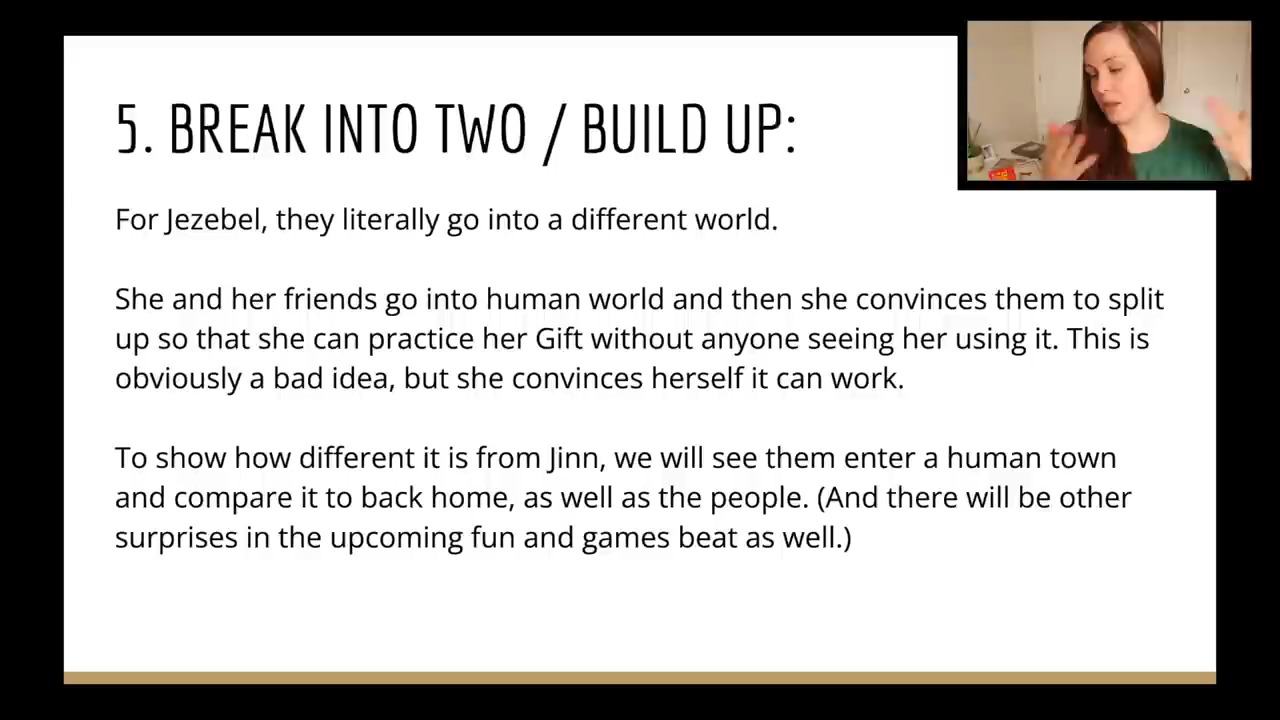 5. BREAK INTO TWO / BUILD UP:
For Jezebel, they literally go into a different world.
She and her friends go into human world and then she convinces them to split
up so that she can practice her Gift without anyone seeing her using it. This is
obviously a bad idea, but she convinces herself it can work.
To show how different it is from Jinn, we will see them enter a human town
and compare it to back home, as well as the people. (And there will be other
surprises in the upcoming fun and games beat as well.)